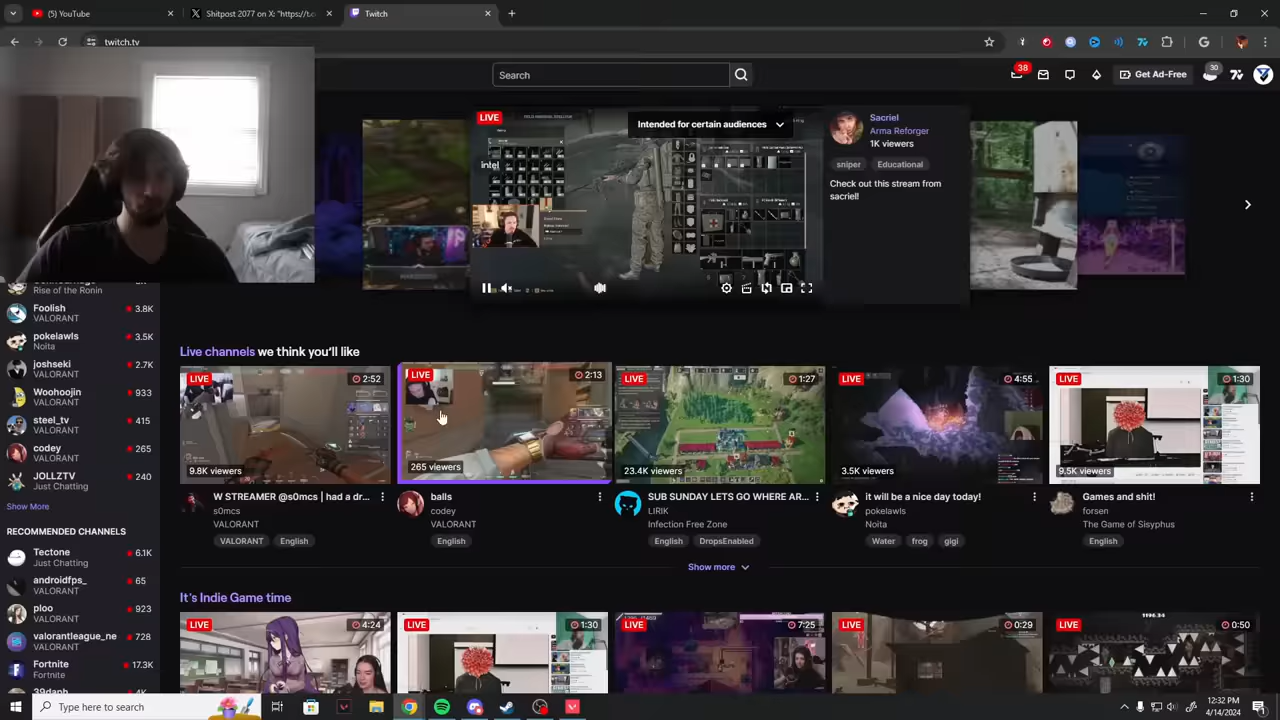 (5) YouTube
Shitpost 2077 on X: "https://t.c
Twitch
twitch.tv
Search
38
Get Ad-Free
30
LIVE
Intended for certain audiences
intel
Sacriel
Arma Reforger
1K viewers
sniper
Educational
Check out this stream from
sacriel!
Rise of the Ronin
Foolish
3.8K
VALORANT
pokelawls
3.5K
Noita
joshseki
2.7K
VALORANT
Woohoojin
933
VALORANT
steel_tv
415
VALORANT
codey
265
VALORANT
JOLLZTV
240
Just Chatting
Show More
RECOMMENDED CHANNELS
Tectone
6.1K
Just Chatting
androidfps_
65
VALORANT
ploo
923
VALORANT
valorantleague_ne
728
VALORANT
Fortnite
17.3K
Fortnite
39daph
Live channels we think you'll like
LIVE
2:52
9.8K viewers
W STREAMER @s0mcs | had a dr...
s0mcs
VALORANT
VALORANT
English
LIVE
2:13
265 viewers
balls
codey
VALORANT
English
LIVE
1:27
23.4K viewers
SUB SUNDAY LETS GO WHERE AR...
LIRIK
Infection Free Zone
English
DropsEnabled
LIVE
4:55
3.5K viewers
it will be a nice day today!
pokelawls
Noita
Water
frog
gigi
LIVE
1:30
9.5K viewers
Games and shit!
forsen
The Game of Sisyphus
English
Show more
It's Indie Game time
LIVE
4:24
LIVE
1:30
LIVE
7:25
LIVE
0:29
LIVE
1196.34
0:50
Type here to search
12:32 PM
4/14/2024